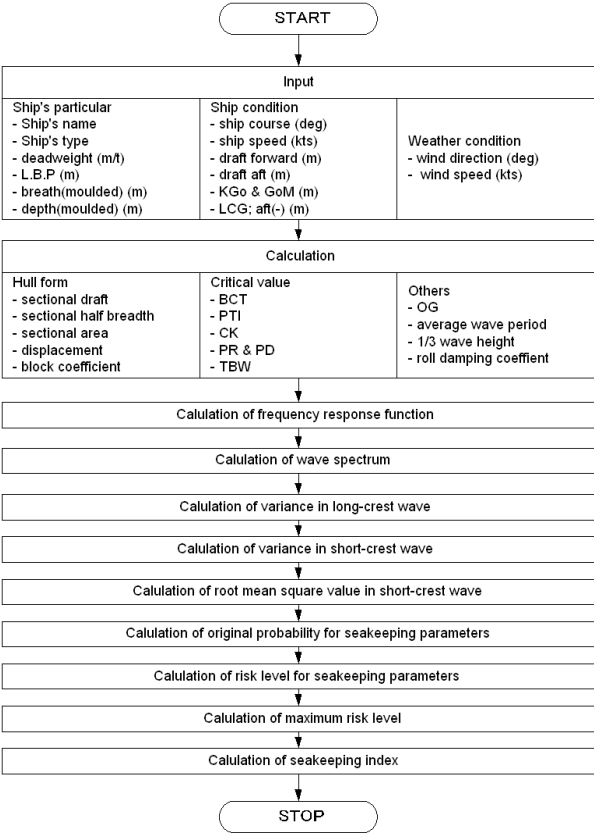 START
Input
Ship's particular
- Ship's name
- Ship's type
- deadweight (m/t)
- L.B.P (m)
- breath(moulded) (m)
- depth(moulded) (m)
Ship condition
- ship course (deg)
- ship speed (kts)
- draft forward (m)
- draft aft (m)
- KGo & GoM (m)
- LCG; aft(-) (m)
Weather condition
- wind direction (deg)
- wind speed (kts)
Calculation
Hull form
- sectional draft
- sectional half breadth
- sectional area
- displacement
- block coefficient
Critical value
- BCT
- PTI
- CK
- PR & PD
- TBW
Others
- OG
- average wave period
- 1/3 wave height
- roll damping coeffient
Calulation of frequency response function
Calulation of wave spectrum
Calulation of variance in long-crest wave
Calulation of variance in short-crest wave
Calulation of root mean square value in short-crest wave
Calulation of original probability for seakeeping parameters
Calulation of risk level for seakeeping parameters
Calulation of maximum risk level
Calulation of seakeeping index
STOP